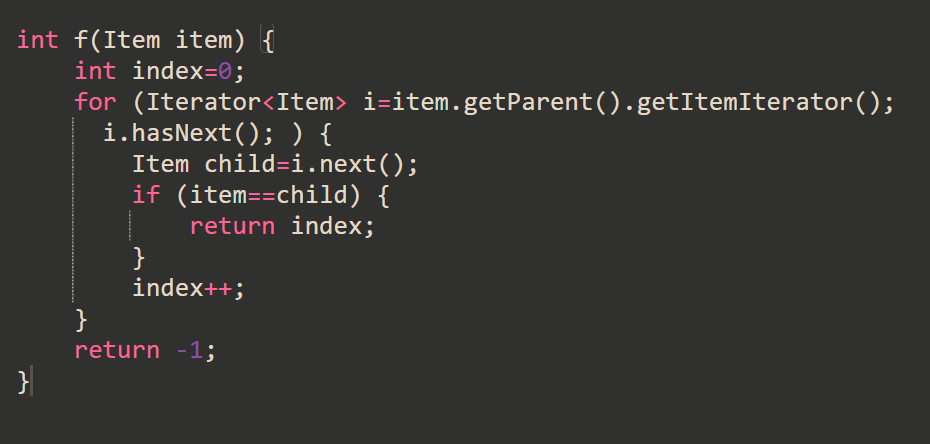 int f(Item item) {
    int index=0;
    for (Iterator<Item> i=item.getParent().getItemIterator();
      i.hasNext(); ) {
        Item child=i.next();
        if (item==child) {
            return index;
        }
        index++;
    }
    return -1;
}